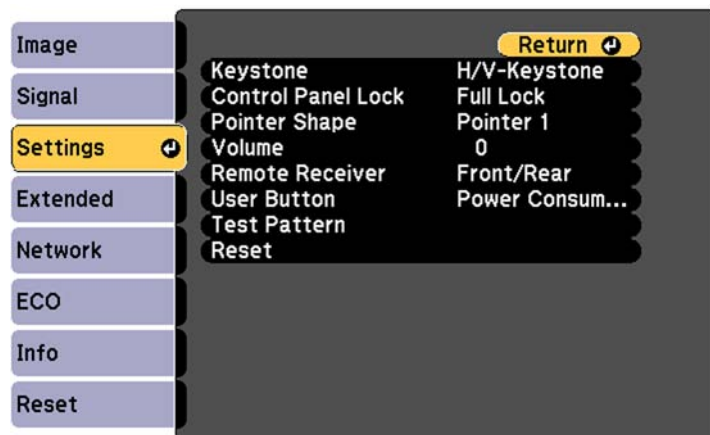 Image
Signal
Settings
Extended
Network
ECO
Info
Reset
Return
Keystone H/V-Keystone
Control Panel Lock Full Lock
Pointer Shape Pointer 1
Volume 0
Remote Receiver Front/Rear
User Button Power Consum...
Test Pattern
Reset